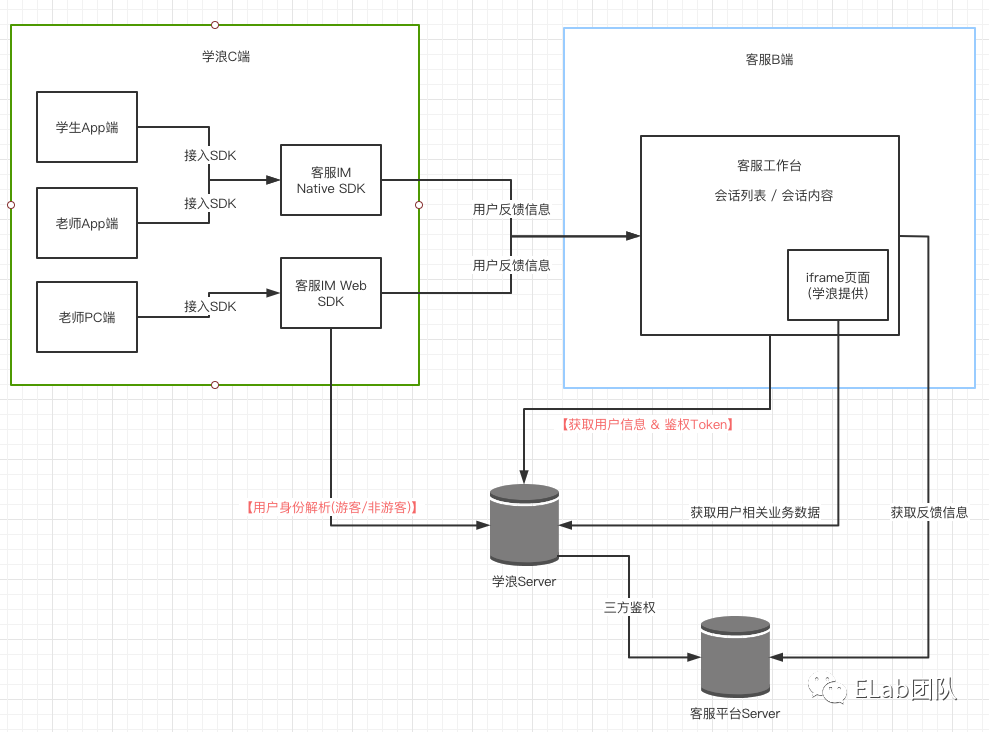 学浪C端
学生App端
接入SDK
接入SDK
老师App端
老师PC端
接入SDK
客服IM
Native SDK
客服IM Web
SDK
用户反馈信息
用户反馈信息
客服B端
客服工作台
会话列表 / 会话内容
iframe页面
(学浪提供)
【获取用户信息 & 鉴权Token】
【用户身份解析(游客/非游客)】
获取用户相关业务数据
获取反馈信息
学浪Server
三方鉴权
客服平台Server
ELab团队